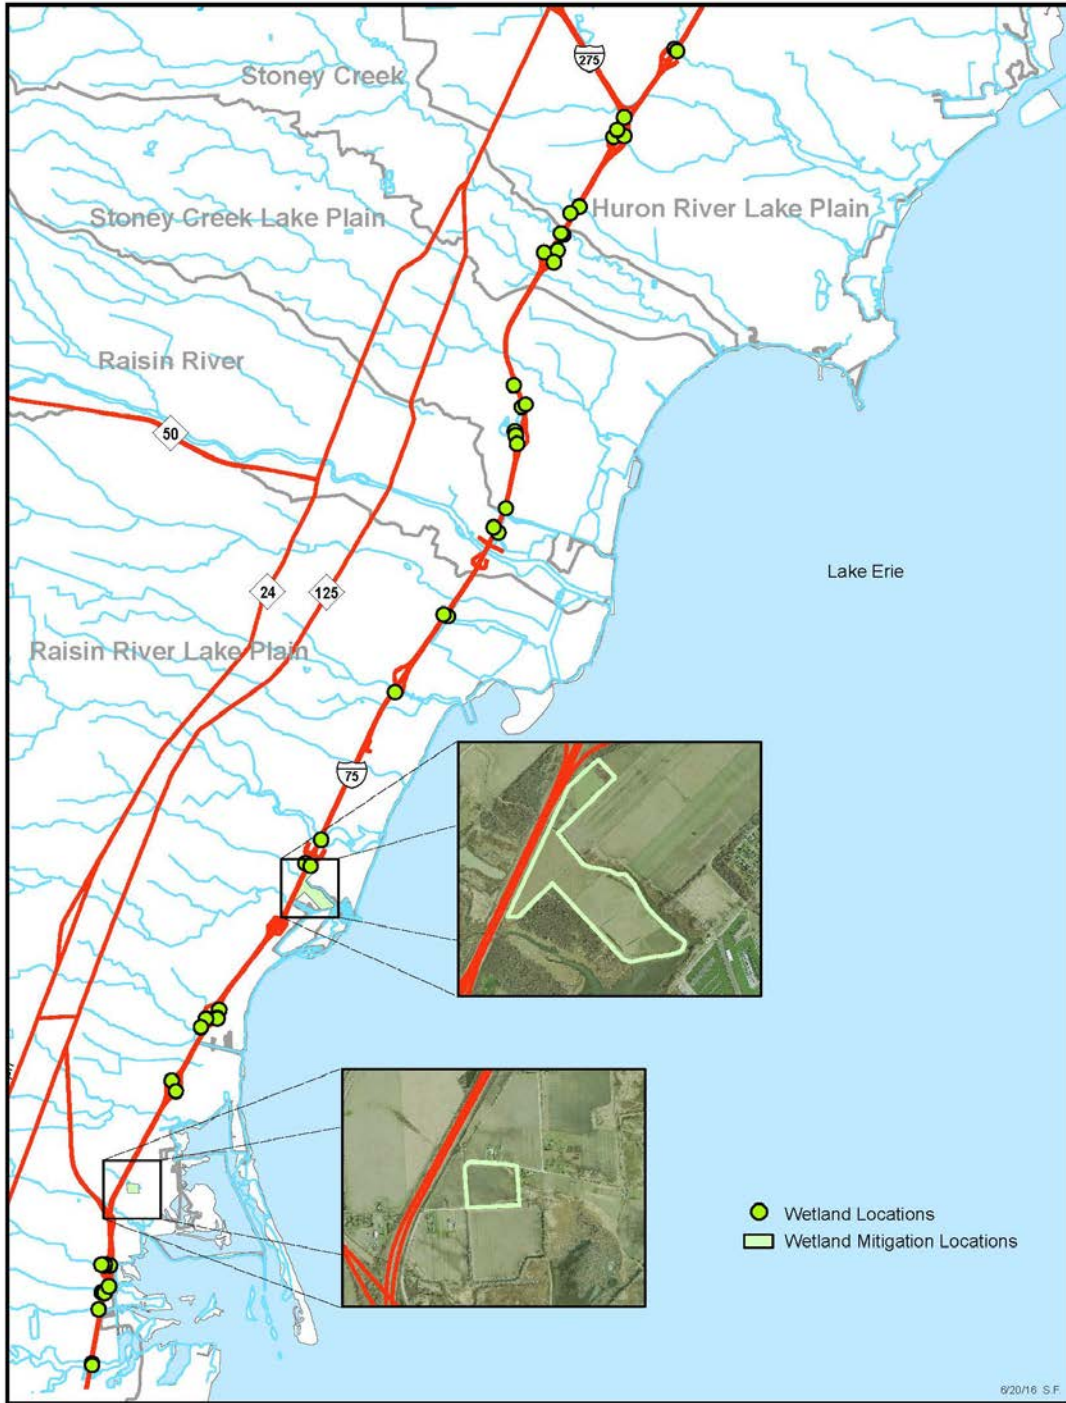 275
Stoney Creek
Stoney Creek Lake Plain
Huron River Lake Plain
Raisin River
50
Lake Erie
24
125
Raisin River Lake Plain
75
Wetland Locations
Wetland Mitigation Locations
6/20/16 S.F.